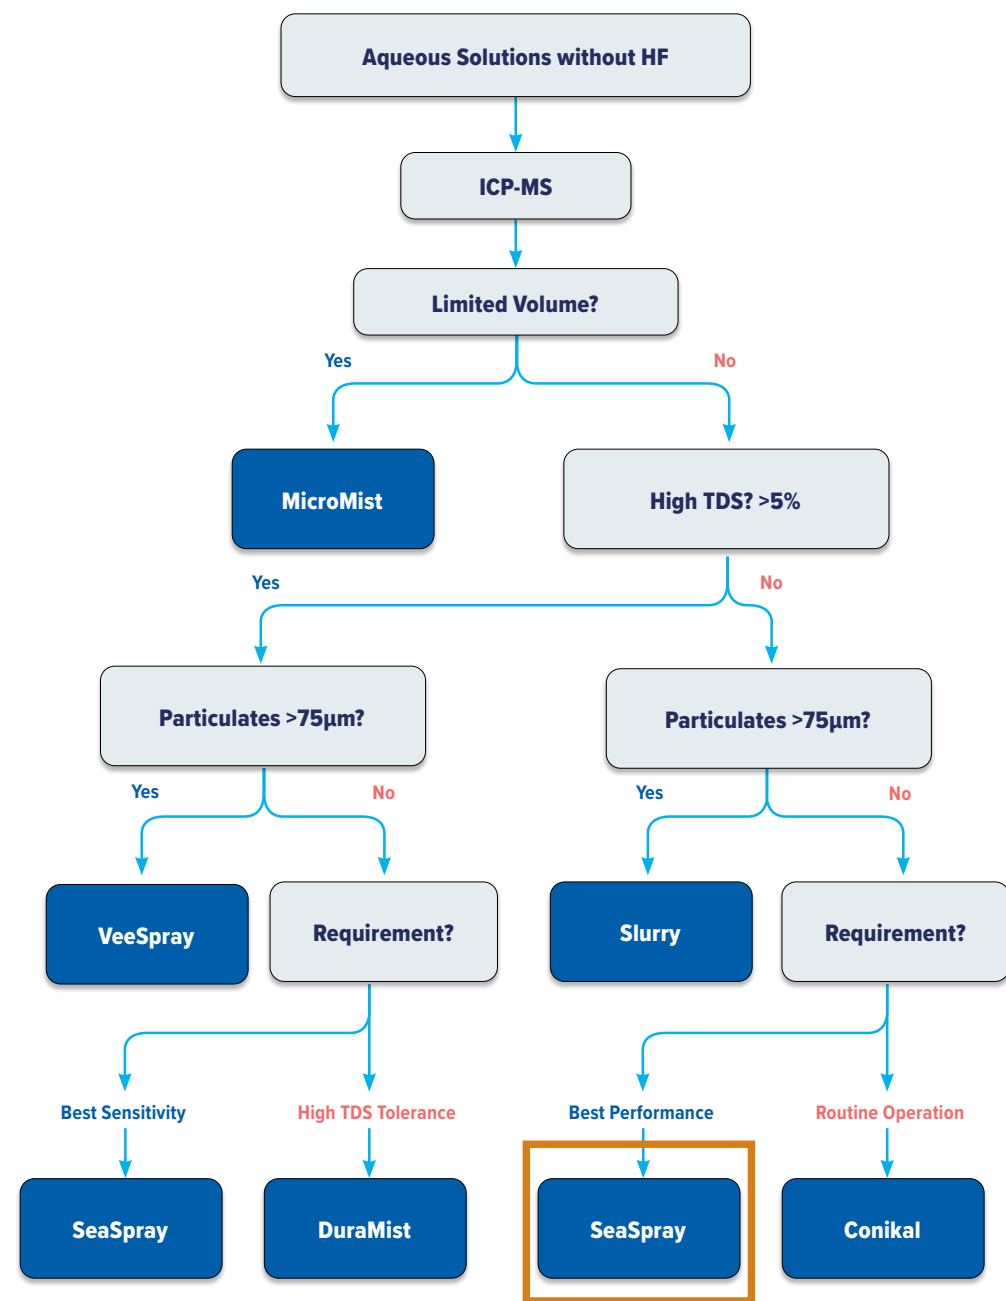 Aqueous Solutions without HF
ICP-MS
Limited Volume?
Yes
No
MicroMist
High TDS? >5%
Yes
No
Particulates >75µm?
Particulates >75µm?
Yes
No
Yes
No
VeeSpray
Requirement?
Slurry
Requirement?
Best Sensitivity
High TDS Tolerance
Best Performance
Routine Operation
SeaSpray
DuraMist
SeaSpray
Conikal